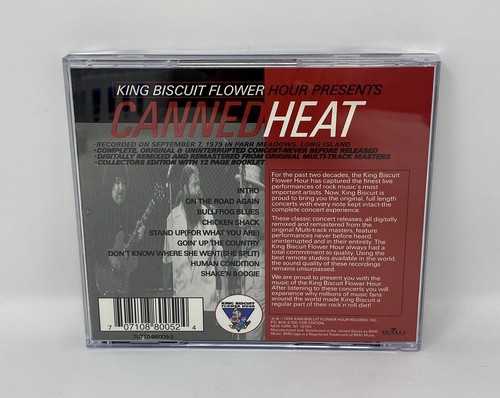 KING BISCUIT FLOWER HOUR PRESENTS
CANNED HEAT
•RECORDED ON SEPTEMBER 7, 1979 IN PARR MEADOWS, LONG ISLAND
•COMPLETE, ORIGINAL & UNINTERRUPTED CONCERT-NEVER BEFORE RELEASED
•DIGITALLY REMIXED AND REMASTERED FROM ORIGINAL MULTI-TRACK MASTERS
•COLLECTORS EDITION WITH 12 PAGE BOOKLET
INTRO
ON THE ROAD AGAIN
BULLFROG BLUES
CHICKEN SHACK
STAND UP(FOR WHAT YOU ARE)
GOIN' UP THE COUNTRY
DON'T KNOW WHERE SHE WENT(SHE SPLIT)
HUMAN CONDITION
SHAKE'N BOOGIE
For the past two decades, the King Biscuit
Flower Hour has captured the finest live
performances of rock music's most
important artists. Now, King Biscuit is
proud to bring you the original, full length
concerts with every note kept intact-the
complete concert experience.
These classic concert releases, all digitally
remixed and remastered from the
original Multi-track masters, feature
performances never before heard,
uninterrupted and in their entirety. The
King Biscuit Flower Hour always had a
total commitment to quality. Using the
best remote studios available in the world,
the sound quality of these recordings
remains unsurpassed.
We are proud to present you with the
music of the King Biscuit Flower Hour.
After listening to these concerts you will
experience why millions of music fans
around the world made King Biscuit a
regular part of their rock'n roll diet!
KING BISCUIT
FLOWER HOUR
7 07108 80052 4
BMG